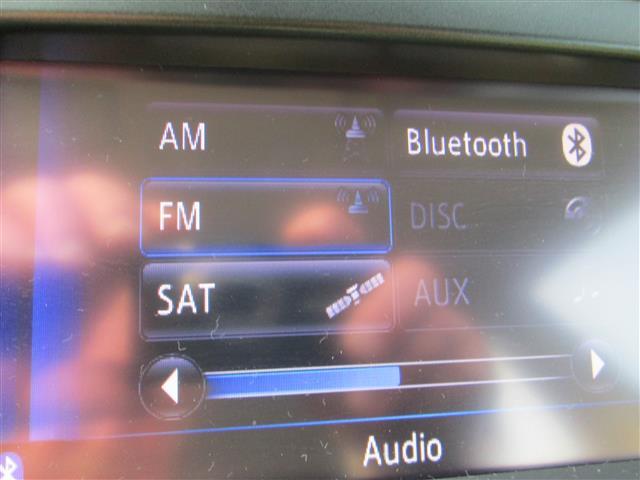 AM
Bluetooth
FM
DISC
SAT
AUX
Audio